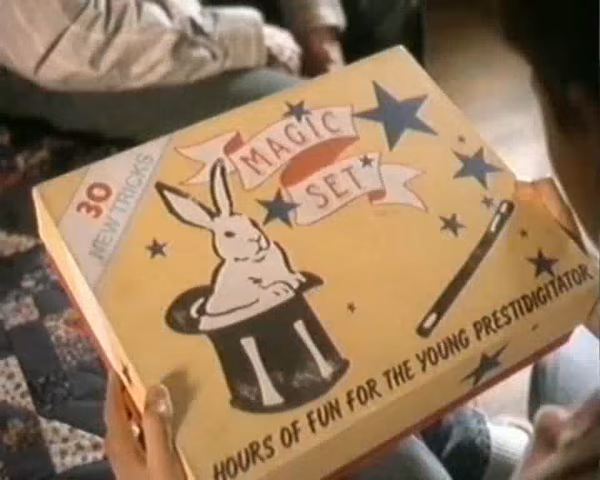 30
NEW TRICKS
MAGIC
SET
HOURS OF FUN FOR THE YOUNG PRESTIDIGITATOR